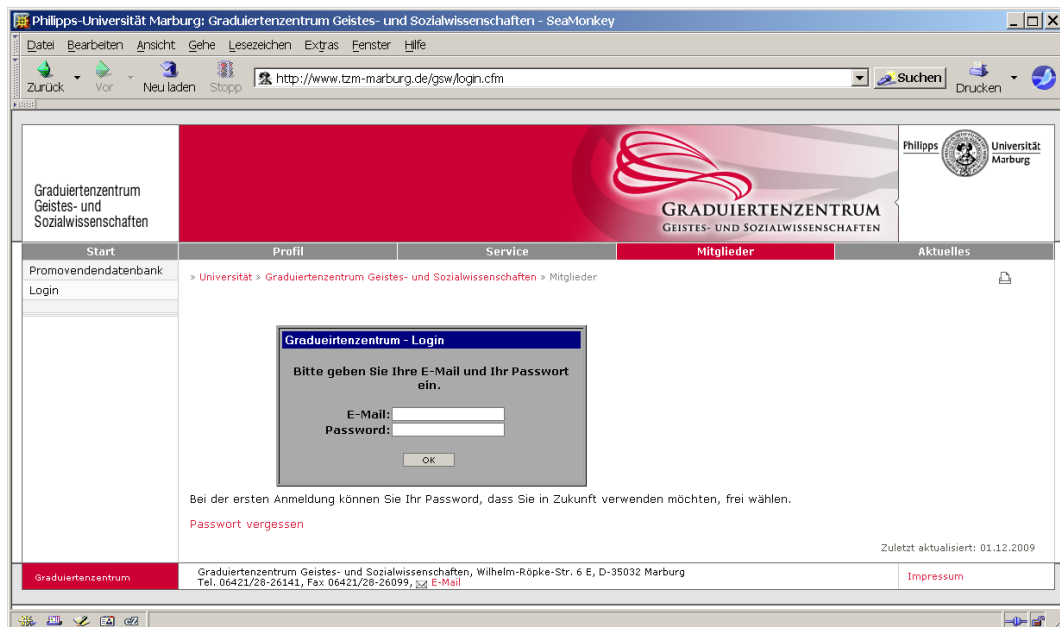 Philipps-Universität Marburg: Graduiertenzentrum Geistes- und Sozialwissenschaften - SeaMonkey
Datei Bearbeiten Ansicht Gehe Lesezeichen Extras Fenster Hilfe
Zurück Vor Neu laden Stopp http://www.tzm-marburg.de/gsw/login.cfm Suchen Drucken
Graduiertenzentrum
Geistes- und
Sozialwissenschaften
GRADUIERTENZENTRUM
GEISTES- UND SOZIALWISSENSCHAFTEN
Philipps Universität
Marburg
Start Profil Service Mitglieder Aktuelles
Promovendendatenbank
Login
» Universität » Graduiertenzentrum Geistes- und Sozialwissenschaften » Mitglieder
Gradueirtenzentrum - Login
Bitte geben Sie Ihre E-Mail und Ihr Passwort
ein.
E-Mail:
Password:
OK
Bei der ersten Anmeldung können Sie Ihr Password, dass Sie in Zukunft verwenden möchten, frei wählen.
Passwort vergessen
Zuletzt aktualisiert: 01.12.2009
Graduiertenzentrum
Graduiertenzentrum Geistes- und Sozialwissenschaften, Wilhelm-Röpke-Str. 6 E, D-35032 Marburg
Tel. 06421/28-26141, Fax 06421/28-26099, E-Mail
Impressum